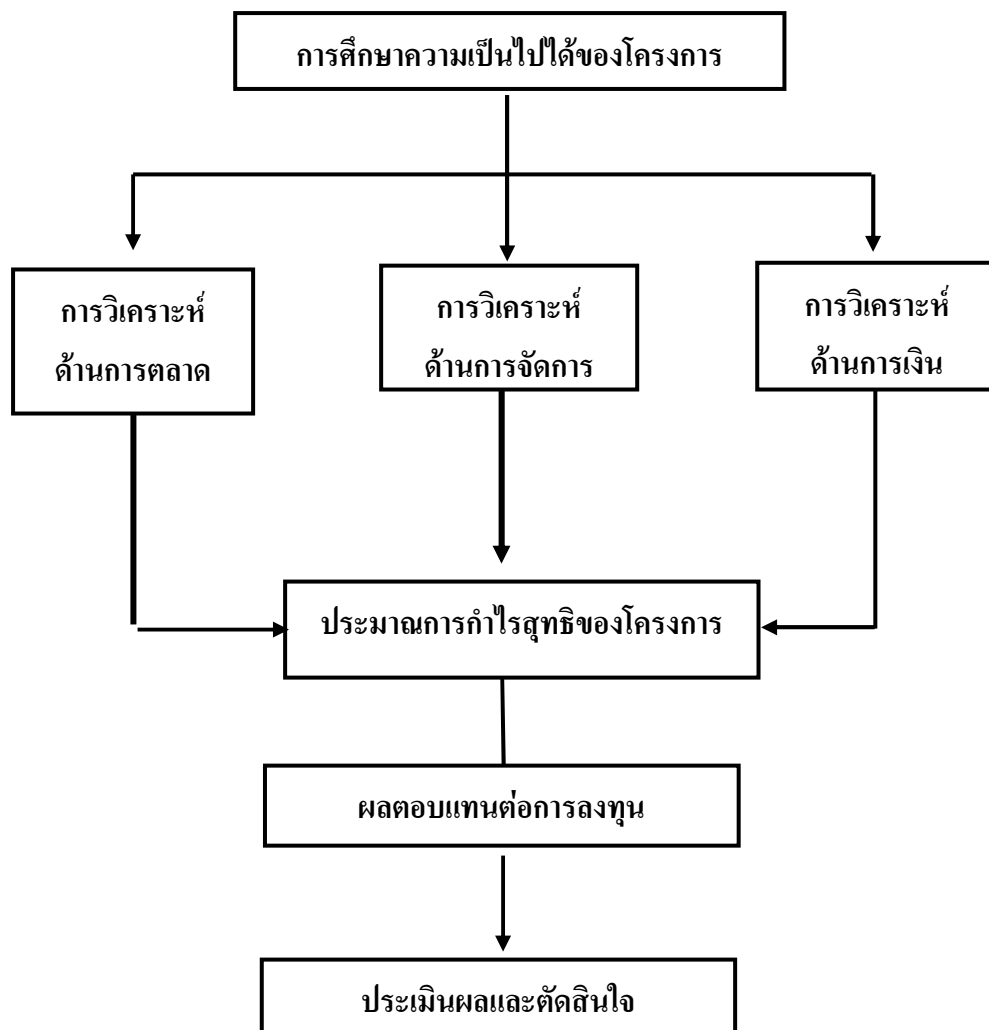 การศึกษาความเป็นไปได้ของโครงการ
การวิเคราะห์
ด้านการตลาด
การวิเคราะห์
ด้านการจัดการ
การวิเคราะห์
ด้านการเงิน
ประมาณการกำไรสุทธิของโครงการ
ผลตอบแทนต่อการลงทุน
ประเมินผลและตัดสินใจ